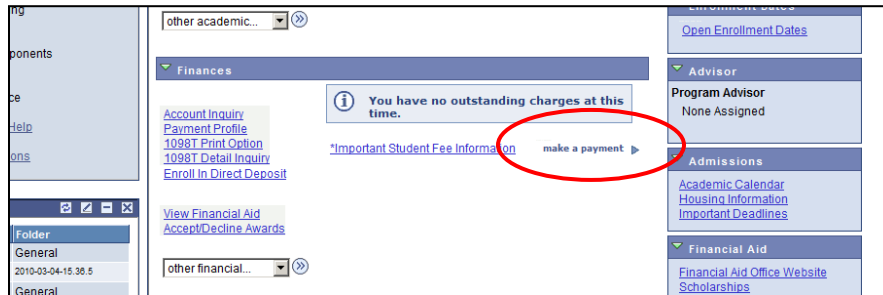 ng
ponents
ce
Help
ons
Folder
General
2010-03-04-15.36.5
General
other academic...
Finances
Account Inquiry
Payment Profile
1098T Print Option
1098T Detail Inquiry
Enroll In Direct Deposit
View Financial Aid
Accept/Decline Awards
other financial...
You have no outstanding charges at this
time.
*Important Student Fee Information
make a payment
Enrollment Dates
Open Enrollment Dates
Advisor
Program Advisor
None Assigned
Admissions
Academic Calendar
Housing Information
Important Deadlines
Financial Aid
Financial Aid Office Website
Scholarships